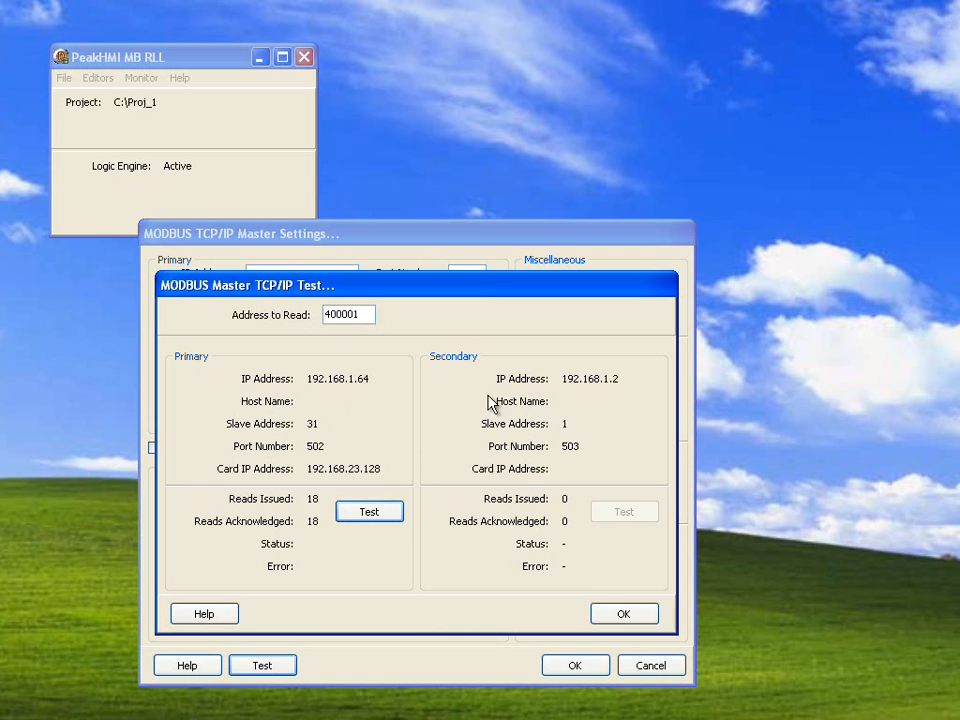 PeakHMI MB RLL
File Editors Monitor Help
Project: C:\Proj_1
Logic Engine: Active
MODBUS TCP/IP Master Settings...
Primary
Miscellaneous
MODBUS Master TCP/IP Test...
Address to Read: 400001
Primary
IP Address: 192.168.1.64
Host Name:
Slave Address: 31
Port Number: 502
Card IP Address: 192.168.23.128
Reads Issued: 18
Test
Reads Acknowledged: 18
Status:
Error:
Secondary
IP Address: 192.168.1.2
Host Name:
Slave Address: 1
Port Number: 503
Card IP Address:
Reads Issued: 0
Test
Reads Acknowledged: 0
Status: -
Error: -
Help OK
Help Test OK Cancel